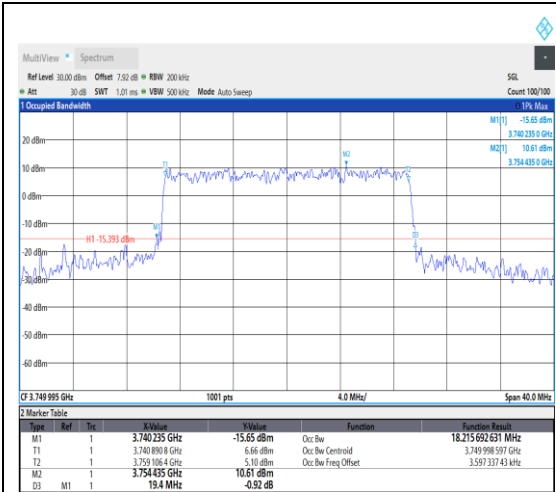 MultiView Spectrum
Ref Level 30.00 dBm Offset 7.92 dB RBW 200 kHz SGL
Att 30 dB SWT 1.01 ms VBW 500 kHz Mode Auto Sweep Count 100/100
1 Occupied Bandwidth 1Pk Max
M1[1] -15.65 dBm
3.740 235 0 GHz
M2[1] 10.61 dBm
3.754 435 0 GHz
20 dBm
M2
T1
T2
10 dBm
0 dBm
-10 dBm
M1
D3
H1 -15.393 dBm
-20 dBm
-30 dBm
-40 dBm
-50 dBm
-60 dBm
CF 3.749 995 GHz 1001 pts 4.0 MHz/ Span 40.0 MHz
2 Marker Table
Type Ref Trc X-Value Y-Value Function Function Result
M1 1 3.740 235 GHz -15.65 dBm Occ Bw 18.215 692 631 MHz
T1 1 3.740 890 8 GHz 6.66 dBm Occ Bw Centroid 3.749 998 597 GHz
T2 1 3.759 106 4 GHz 5.10 dBm Occ Bw Freq Offset 3.597 337 43 kHz
M2 1 3.754 435 GHz 10.61 dBm
D3 M1 1 19.4 MHz -0.92 dB